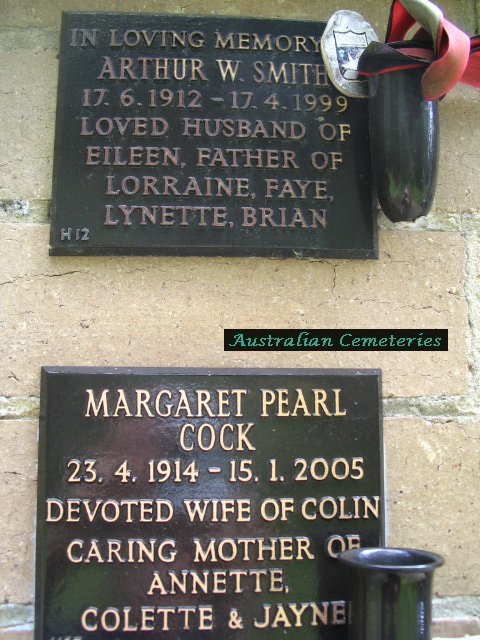 IN LOVING MEMORY
ARTHUR W. SMITH
17. 6. 1912 - 17. 4. 1999
LOVED HUSBAND OF
EILEEN, FATHER OF
LORRAINE, FAYE,
LYNETTE, BRIAN
H12
Australian Cemeteries
MARGARET PEARL
COCK
23. 4. 1914 - 15. 1. 2005
DEVOTED WIFE OF COLIN
CARING MOTHER OF
ANNETTE,
COLETTE & JAYNE